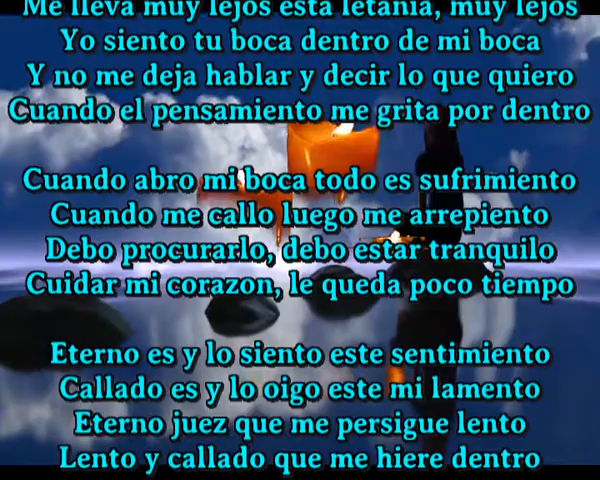 Me lleva muy lejos esta letanía, muy lejos
Yo siento tu boca dentro de mi boca
Y no me deja hablar y decir lo que quiero
Cuando el pensamiento me grita por dentro
Cuando abro mi boca todo es sufrimiento
Cuando me callo luego me arrepiento
Debo procurarlo, debo estar tranquilo
Cuidar mi corazon, le queda poco tiempo
Eterno es y lo siento este sentimiento
Callado es y lo oigo este mi lamento
Eterno juez que me persigue lento
Lento y callado que me hiere dentro